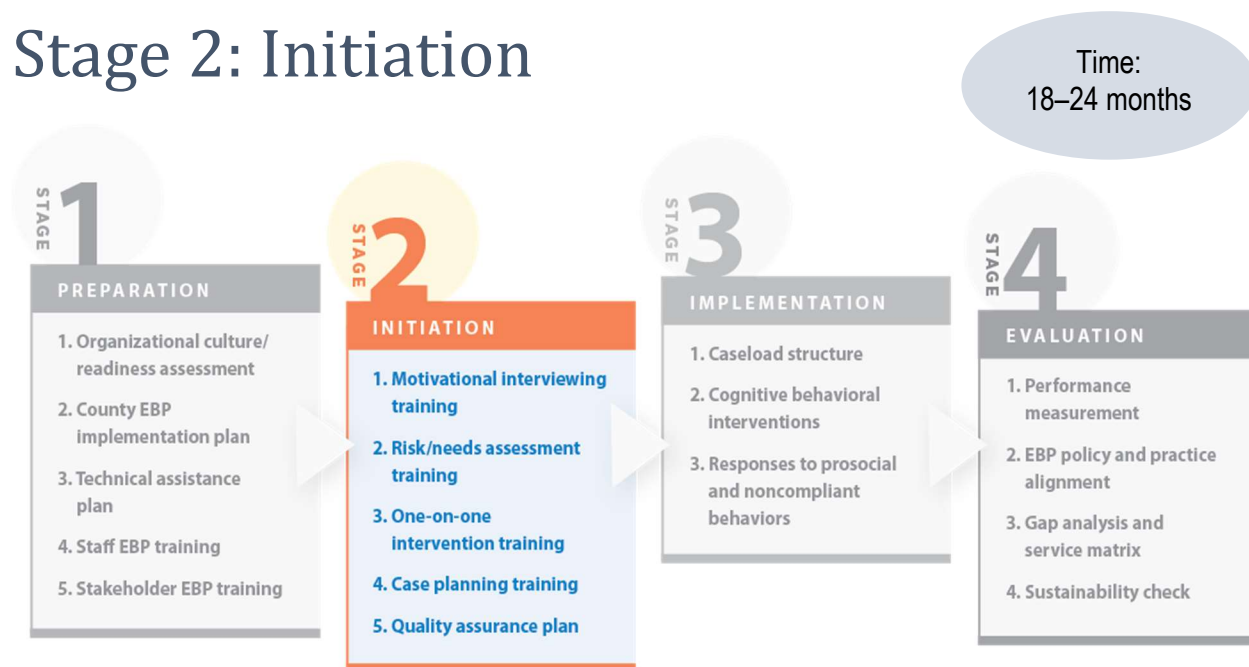 Stage 2: Initiation
Time:
18–24 months
STAGE 1
PREPARATION
1. Organizational culture/
readiness assessment
2. County EBP
implementation plan
3. Technical assistance
plan
4. Staff EBP training
5. Stakeholder EBP training
STAGE 2
INITIATION
1. Motivational interviewing
training
2. Risk/needs assessment
training
3. One-on-one
intervention training
4. Case planning training
5. Quality assurance plan
STAGE 3
IMPLEMENTATION
1. Caseload structure
2. Cognitive behavioral
interventions
3. Responses to prosocial
and noncompliant
behaviors
STAGE 4
EVALUATION
1. Performance
measurement
2. EBP policy and practice
alignment
3. Gap analysis and
service matrix
4. Sustainability check